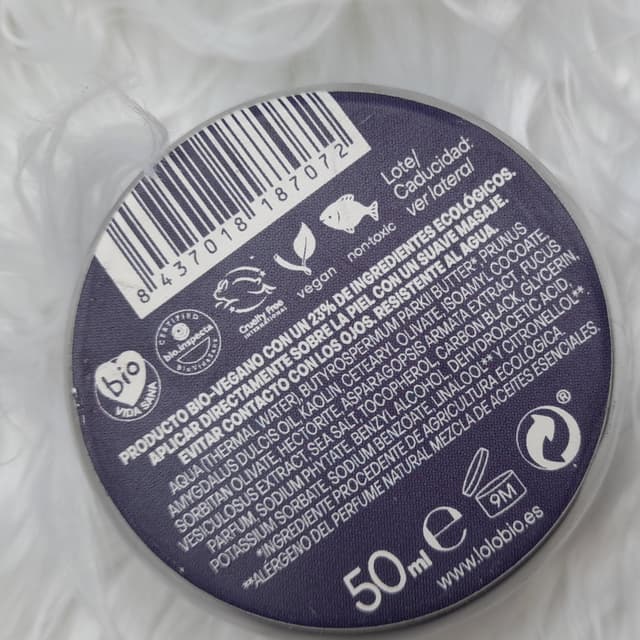 8 437018 187072
Lote/
Caducidad:
ver lateral
non-toxic
vegan
Cruelty free
INTERNATIONAL
CERTIFIED
bio.inspecta
bio
VIDA SANA
PRODUCTO BIO-VEGANO CON UN 23% DE INGREDIENTES ECOLÓGICOS.
APLICAR DIRECTAMENTE SOBRE LA PIEL CON UN SUAVE MASAJE.
EVITAR CONTACTO CON LOS OJOS. RESISTENTE AL AGUA.
AQUA (THERMAL WATER), BUTYROSPERMUM PARKII BUTTER*, PRUNUS
AMYGDALUS DULCIS OIL, KAOLIN, CETEARYL OLIVATE, ISOAMYL COCOATE,
SORBITAN OLIVATE, HECTORITE, ASPARAGOPSIS ARMATA EXTRACT, FUCUS
VESICULOSUS EXTRACT, SEA SALT, TOCOPHEROL, CARBON BLACK, GLYCERIN,
PARFUM, SODIUM PHYTATE, BENZYL ALCOHOL, DEHYDROACETIC ACID,
POTASSIUM SORBATE, SODIUM BENZOATE, LINALOOL** Y CITRONELLOL**
*INGREDIENTE PROCEDENTE DE AGRICULTURA ECOLÓGICA.
**ALÉRGENO DEL PERFUME NATURAL MEZCLA DE ACEITES ESENCIALES.
50 ml e
9M
®
www.lolobio.es